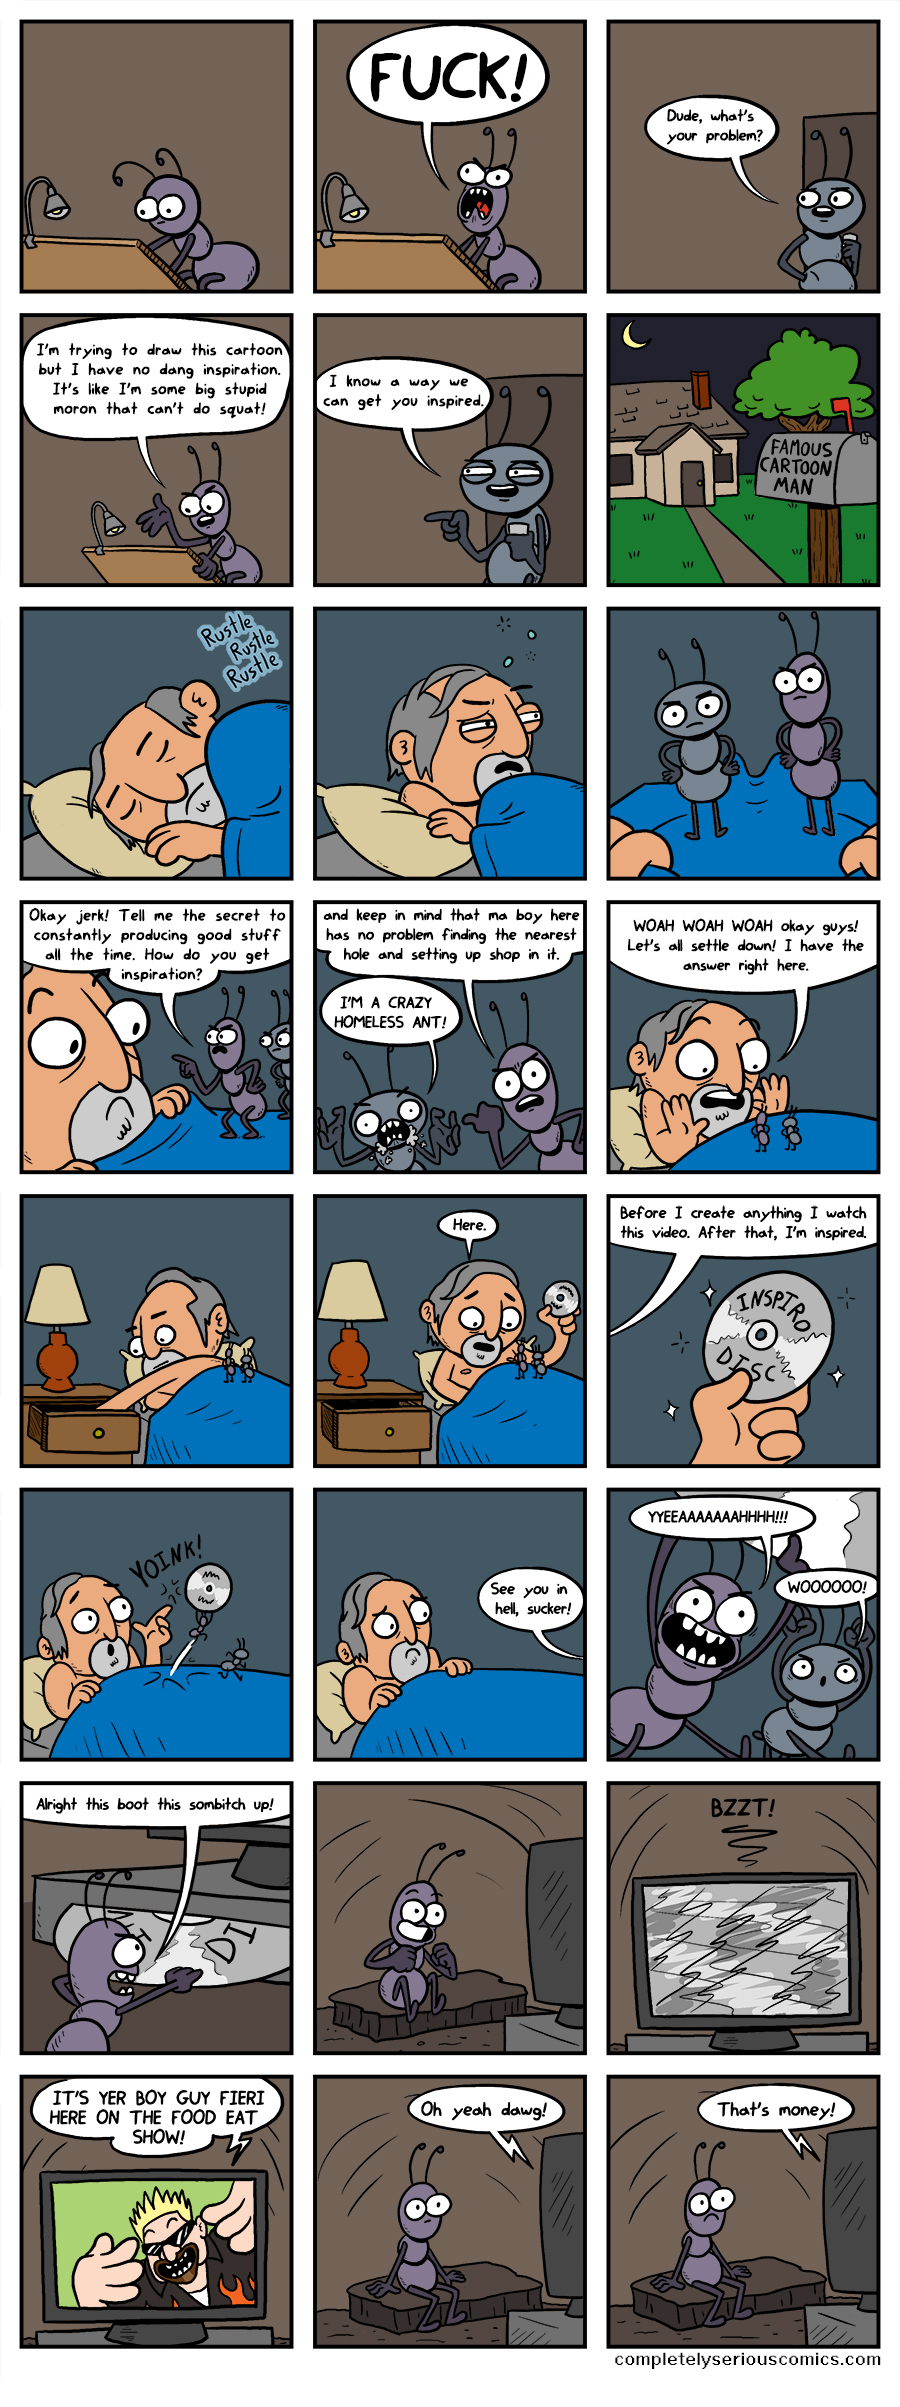 FUCK!
Dude, what's
your problem?
I'm trying to draw this cartoon
but I have no dang inspiration.
It's like I'm some big stupid
moron that can't do squat!
I know a way we
can get you inspired.
FAMOUS
CARTOON
MAN
Rustle
Rustle
Rustle
Okay jerk! Tell me the secret to
constantly producing good stuff
all the time. How do you get
inspiration?
and keep in mind that ma boy here
has no problem finding the nearest
hole and setting up shop in it.
I'M A CRAZY
HOMELESS ANT!
WOAH WOAH WOAH okay guys!
Let's all settle down! I have the
answer right here.
Here.
Before I create anything I watch
this video. After that, I'm inspired.
INSPIRO
DISC
YOINK!
See you in
hell, sucker!
YYEEAAAAAAAHHHH!!!
WOOOOOO!
Alright this boot this sombitch up!
DI
BZZT!
IT'S YER BOY GUY FIERI
HERE ON THE FOOD EAT
SHOW!
Oh yeah dawg!
That's money!
completelyseriouscomics.com